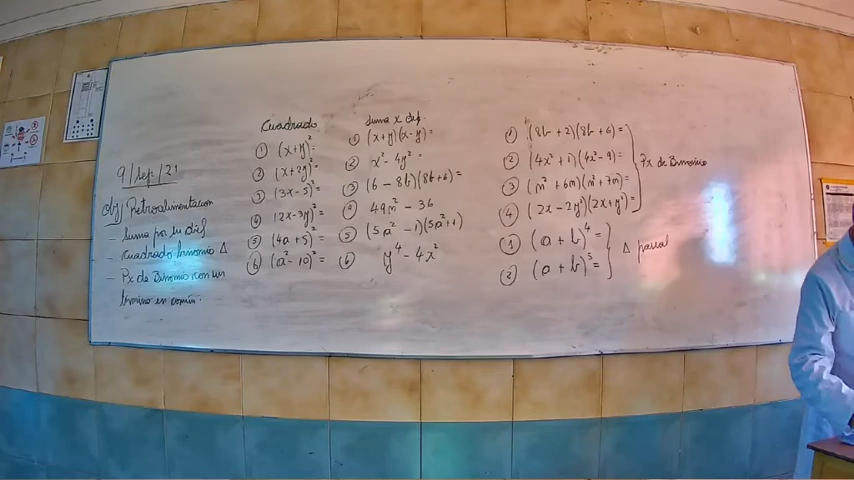 9/Sep/21
Obj/ Retroalimentacion
- Suma por su dif
- Cuadrado binomio Δ
- Px de Binomio con un
termino en común.
Cuadrado
① (x+y)²=
② (x+2y)²=
③ (3x-5)²=
④ (2x-3y)²=
⑤ (4a+5)²=
⑥ (a²-10)²=
Suma x dif.
① (x+y)(x-y)=
② x²-4y²=
③ (6-8b)(8b+6)=
④ 49m²-36
⑤ (5a²-1)(5a²+1)
⑥ y⁴-4x²
① (8b+2)(8b+6)=
② (4x²+1)(4x²-9)=
③ (m²+6m)(m²+7m)=
④ (2x-2y²)(2x+y²)=
Px de Binomio
① (a+b)⁴=
② (a+b)⁵=
Δ pascal